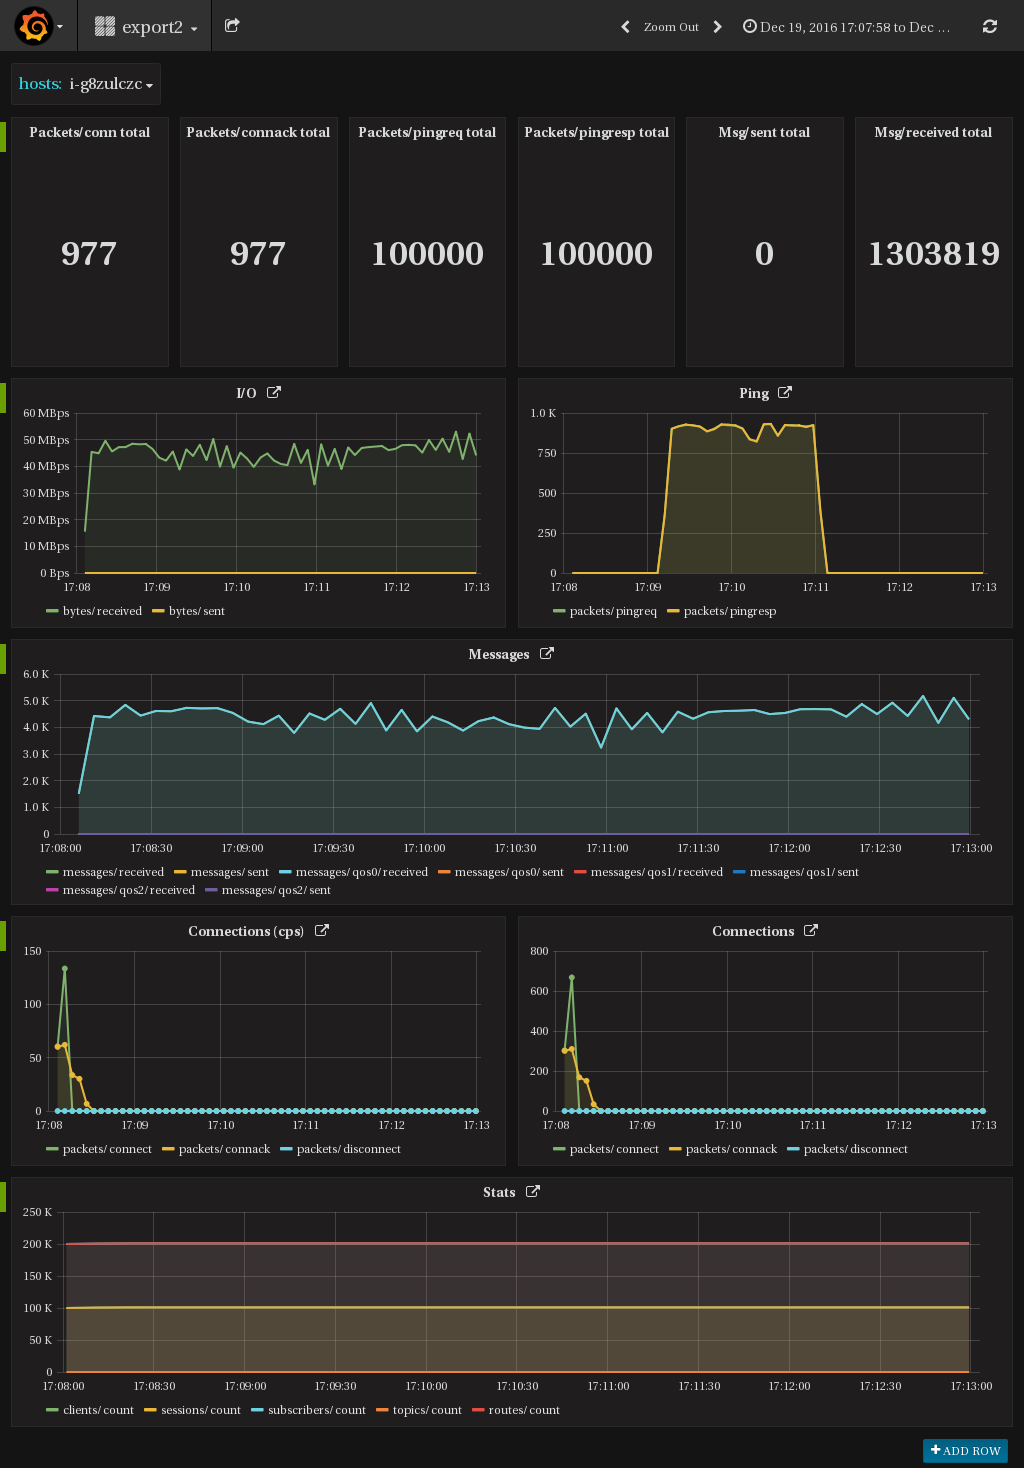 export2
Zoom Out
Dec 19, 2016 17:07:58 to Dec ...
hosts: i-g8zulczc
Packets/conn total
977
Packets/connack total
977
Packets/pingreq total
100000
Packets/pingresp total
100000
Msg/sent total
0
Msg/received total
1303819
I/O
60 MBps
50 MBps
40 MBps
30 MBps
20 MBps
10 MBps
0 Bps
17:08 17:09 17:10 17:11 17:12 17:13
bytes/received bytes/sent
Ping
1.0 K
750
500
250
0
17:08 17:09 17:10 17:11 17:12 17:13
packets/pingreq packets/pingresp
Messages
6.0 K
5.0 K
4.0 K
3.0 K
2.0 K
1.0 K
0
17:08:00 17:08:30 17:09:00 17:09:30 17:10:00 17:10:30 17:11:00 17:11:30 17:12:00 17:12:30 17:13:00
messages/received messages/sent messages/qos0/received messages/qos0/sent messages/qos1/received messages/qos1/sent
messages/qos2/received messages/qos2/sent
Connections (cps)
150
100
50
0
17:08 17:09 17:10 17:11 17:12 17:13
packets/connect packets/connack packets/disconnect
Connections
800
600
400
200
0
17:08 17:09 17:10 17:11 17:12 17:13
packets/connect packets/connack packets/disconnect
Stats
250 K
200 K
150 K
100 K
50 K
0
17:08:00 17:08:30 17:09:00 17:09:30 17:10:00 17:10:30 17:11:00 17:11:30 17:12:00 17:12:30 17:13:00
clients/count sessions/count subscribers/count topics/count routes/count
ADD ROW